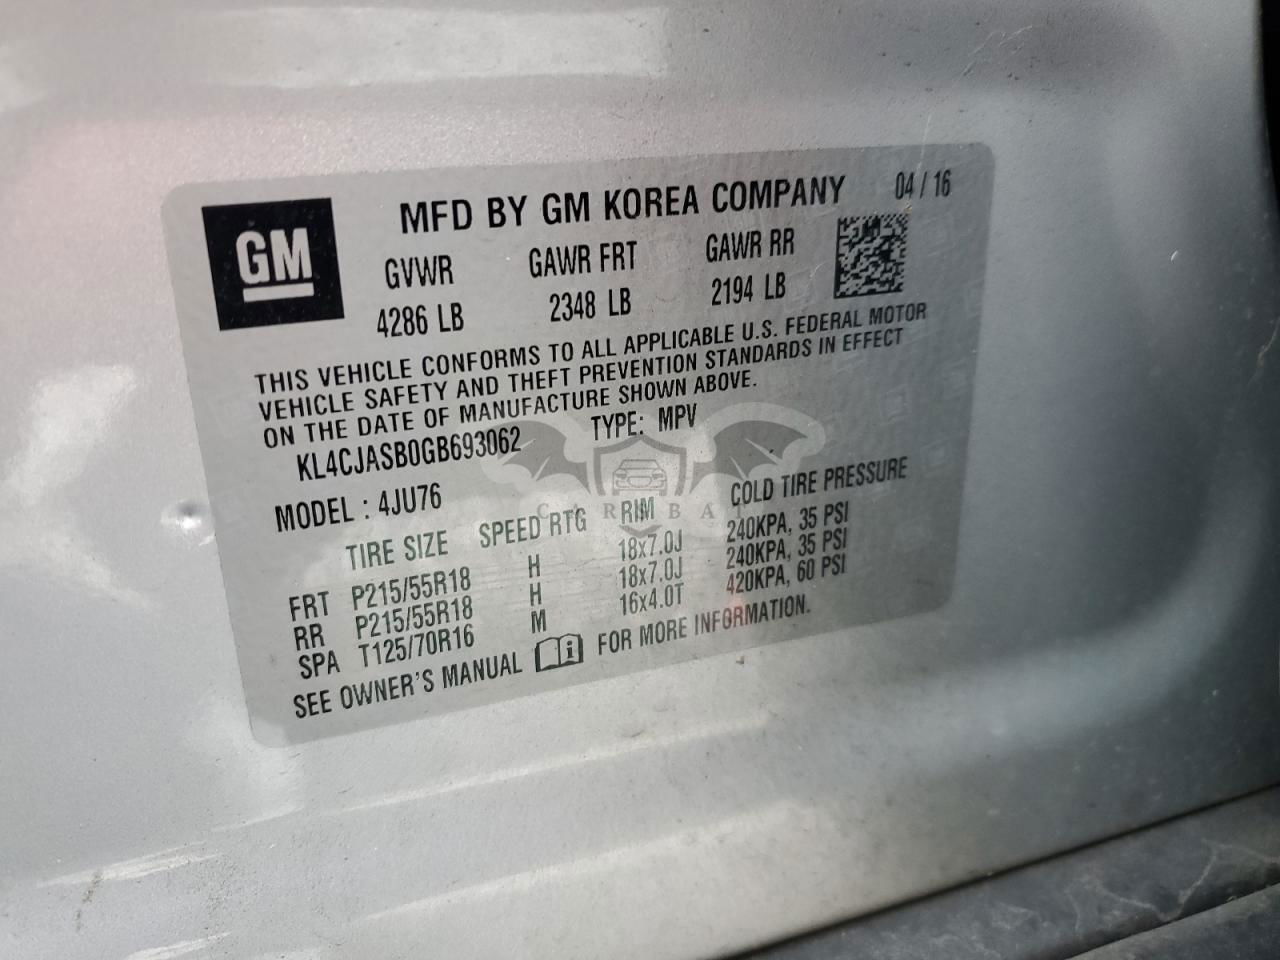 GM
MFD BY GM KOREA COMPANY 04 / 16
GVWR GAWR FRT GAWR RR
4286 LB 2348 LB 2194 LB
THIS VEHICLE CONFORMS TO ALL APPLICABLE U.S. FEDERAL MOTOR
VEHICLE SAFETY AND THEFT PREVENTION STANDARDS IN EFFECT
ON THE DATE OF MANUFACTURE SHOWN ABOVE.
KL4CJASB0GB693062 TYPE: MPV
MODEL : 4JU76
TIRE SIZE SPEED RTG RIM COLD TIRE PRESSURE
FRT P215/55R18 H 18x7.0J 240KPA, 35 PSI
RR P215/55R18 H 18x7.0J 240KPA, 35 PSI
SPA T125/70R16 M 16x4.0T 420KPA, 60 PSI
SEE OWNER'S MANUAL FOR MORE INFORMATION.